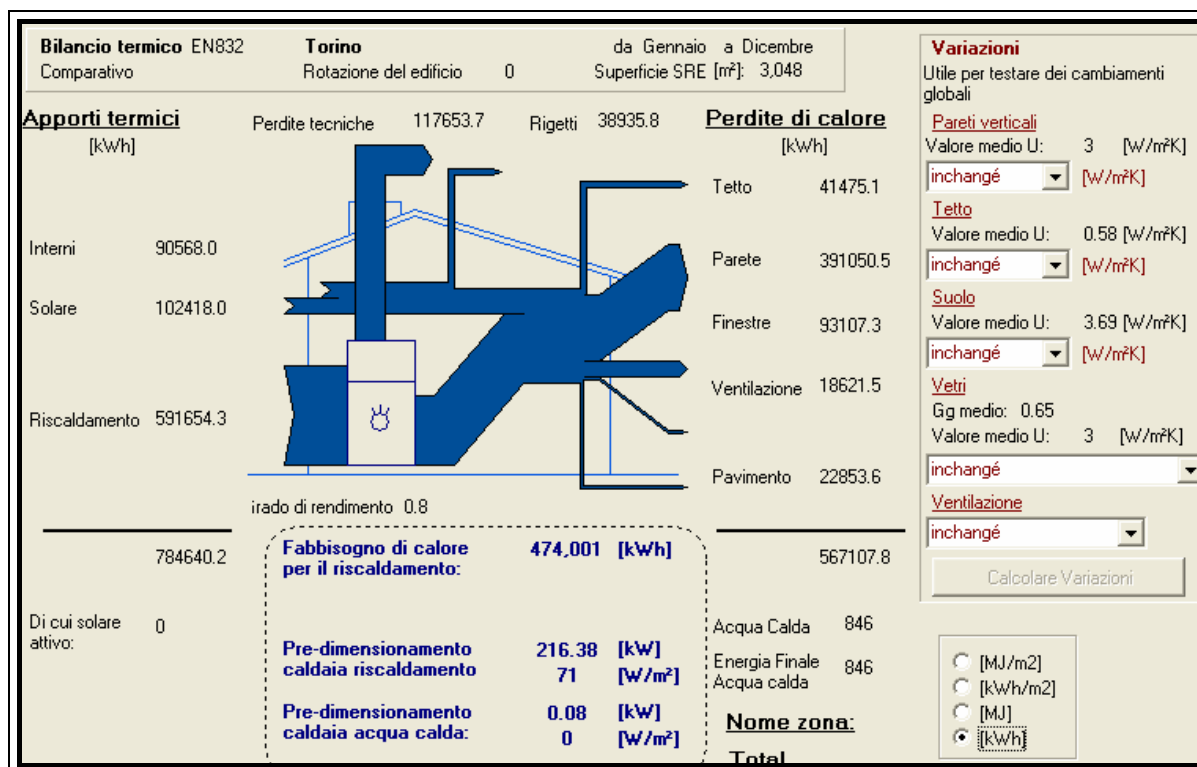 Bilancio termico EN832 Torino da Gennaio a Dicembre
Comparativo Rotazione del edificio 0 Superficie SRE [m²]: 3,048
Apporti termici
[kWh]
Perdite tecniche 117653.7 Rigetti 38935.8
Perdite di calore
[kWh]
Interni 90568.0
Solare 102418.0
Riscaldamento 591654.3
784640.2
Di cui solare attivo: 0
irado di rendimento 0.8
Tetto 41475.1
Parete 391050.5
Finestre 93107.3
Ventilazione 18621.5
Pavimento 22853.6
567107.8
Fabbisogno di calore 474,001 [kWh]
per il riscaldamento:
Pre-dimensionamento 216.38 [kW]
caldaia riscaldamento 71 [W/m²]
Pre-dimensionamento 0.08 [kW]
caldaia acqua calda: 0 [W/m²]
Acqua Calda 846
Energia Finale
Acqua calda 846
Nome zona:
Total
Variazioni
Utile per testare dei cambiamenti
globali
Pareti verticali
Valore medio U: 3 [W/m²K]
inchangé [W/m²K]
Tetto
Valore medio U: 0.58 [W/m²K]
inchangé [W/m²K]
Suolo
Valore medio U: 3.69 [W/m²K]
inchangé [W/m²K]
Vetri
Gg medio: 0.65
Valore medio U: 3 [W/m²K]
inchangé
Ventilazione
inchangé
Calcolare Variazioni
[MJ/m2]
[kWh/m2]
[MJ]
[kWh]